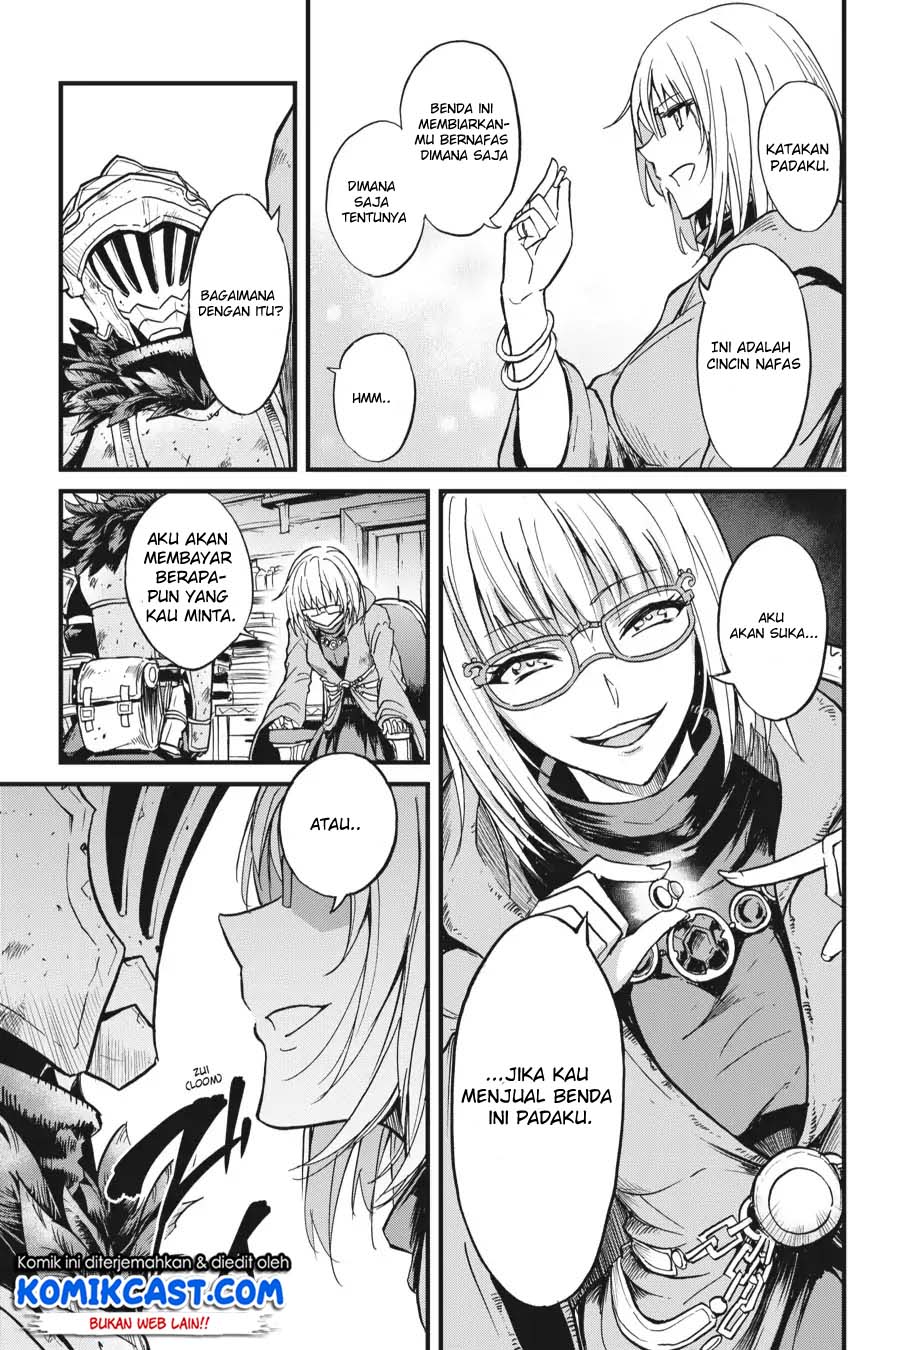 KATAKAN
PADAKU.
INI ADALAH
CINCIN NAFAS
BENDA INI
MEMBIARKAN-
MU BERNAFAS
DIMANA SAJA
DIMANA
SAJA
TENTUNYA
HMM..
BAGAIMANA
DENGAN ITU?
AKU
AKAN SUKA...
...JIKA KAU
MENJUAL BENDA
INI PADAKU.
AKU AKAN
MEMBAYAR
BERAPA-
PUN YANG
KAU MINTA.
ATAU..
ZUI
(LOOM)
Komik ini diterjemahkan & diedit oleh
KOMIKCAST.COM
BUKAN WEB LAIN!!